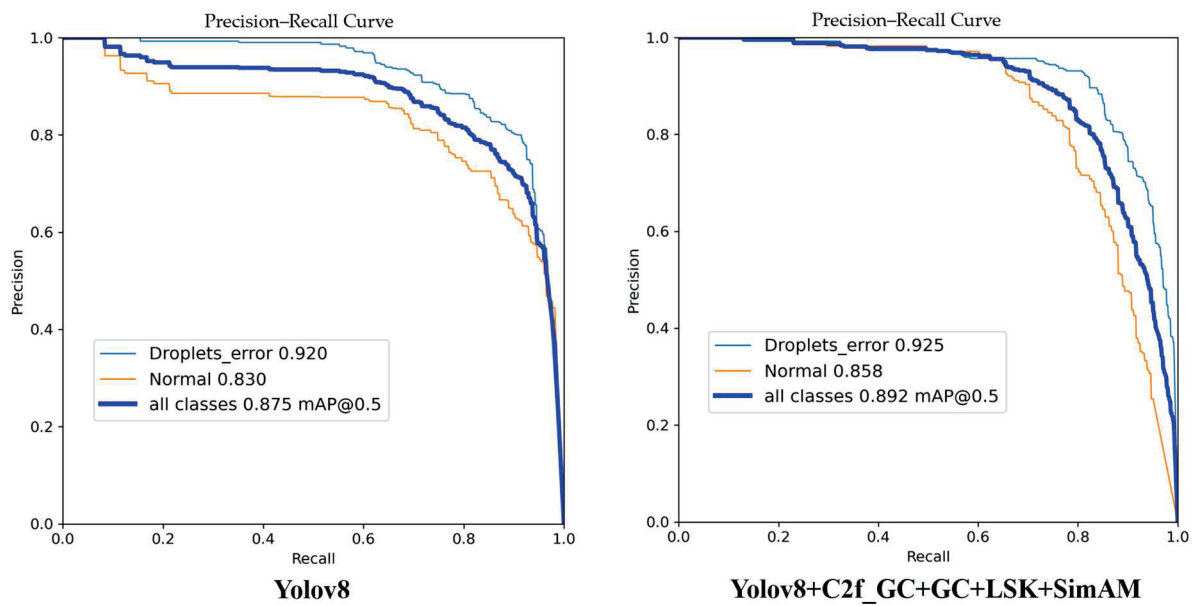 Precision–Recall Curve
1.0
0.8
0.6
0.4
0.2
0.0
Precision
0.0 0.2 0.4 0.6 0.8 1.0
Recall
Droplets_error 0.920
Normal 0.830
all classes 0.875 mAP@0.5
Yolov8
Precision–Recall Curve
1.0
0.8
0.6
0.4
0.2
0.0
Precision
0.0 0.2 0.4 0.6 0.8 1.0
Recall
Droplets_error 0.925
Normal 0.858
all classes 0.892 mAP@0.5
Yolov8+C2f_GC+GC+LSK+SimAM